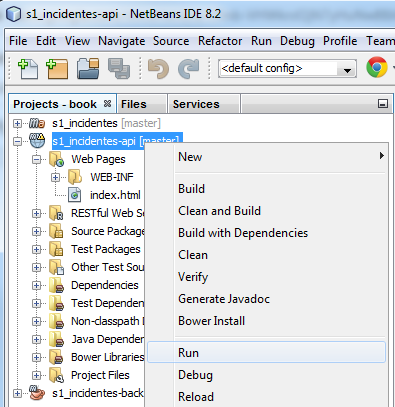 s1_incidentes-api - NetBeans IDE 8.2
File Edit View Navigate Source Refactor Run Debug Profile Team
<default config>
Projects - book Files Services
s1_incidentes [master]
s1_incidentes-api [master]
Web Pages
WEB-INF
index.html
RESTful Web Se
Source Package
Test Packages
Other Test Sou
Dependencies
Test Dependen
Non-classpath
Java Dependen
Bower Libraries
Project Files
s1_incidentes-back
New
Build
Clean and Build
Build with Dependencies
Clean
Verify
Generate Javadoc
Bower Install
Run
Debug
Reload